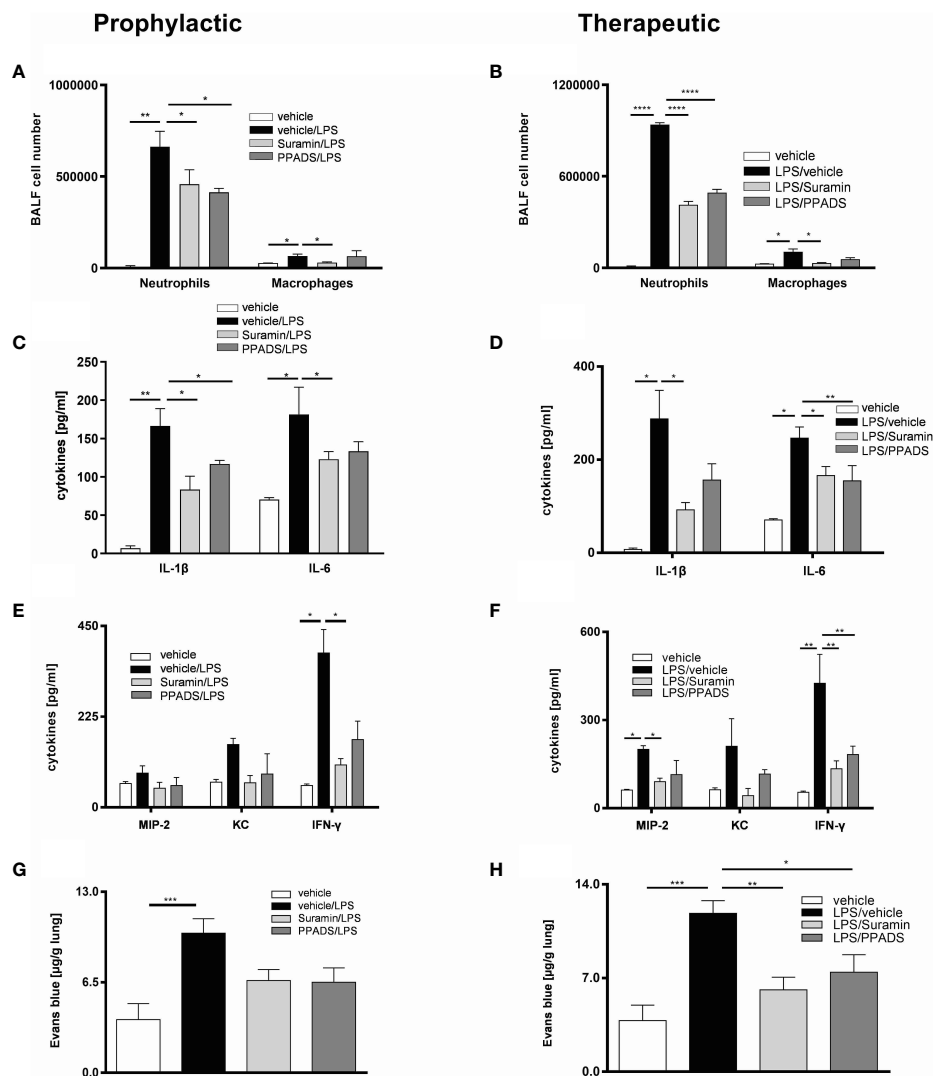 Prophylactic
Therapeutic
A
1000000
500000
0
BALF cell number
**
*
*
*
*
vehicle
vehicle/LPS
Suramin/LPS
PPADS/LPS
Neutrophils
Macrophages
B
1200000
600000
0
BALF cell number
****
****
****
*
*
vehicle
LPS/vehicle
LPS/Suramin
LPS/PPADS
Neutrophils
Macrophages
C
250
200
150
100
50
0
cytokines [pg/ml]
vehicle
vehicle/LPS
Suramin/LPS
PPADS/LPS
**
*
*
*
*
IL-1β
IL-6
D
400
200
0
cytokines [pg/ml]
*
*
*
*
**
vehicle
LPS/vehicle
LPS/Suramin
LPS/PPADS
IL-1β
IL-6
E
450
225
0
cytokines [pg/ml]
vehicle
vehicle/LPS
Suramin/LPS
PPADS/LPS
*
*
MIP-2
KC
IFN-γ
F
600
300
0
cytokines [pg/ml]
vehicle
LPS/vehicle
LPS/Suramin
LPS/PPADS
*
*
**
**
**
MIP-2
KC
IFN-γ
G
13.0
6.5
0.0
Evans blue [µg/g lung]
***
vehicle
vehicle/LPS
Suramin/LPS
PPADS/LPS
H
14.0
7.0
0.0
Evans blue [µg/g lung]
***
**
*
vehicle
LPS/vehicle
LPS/Suramin
LPS/PPADS